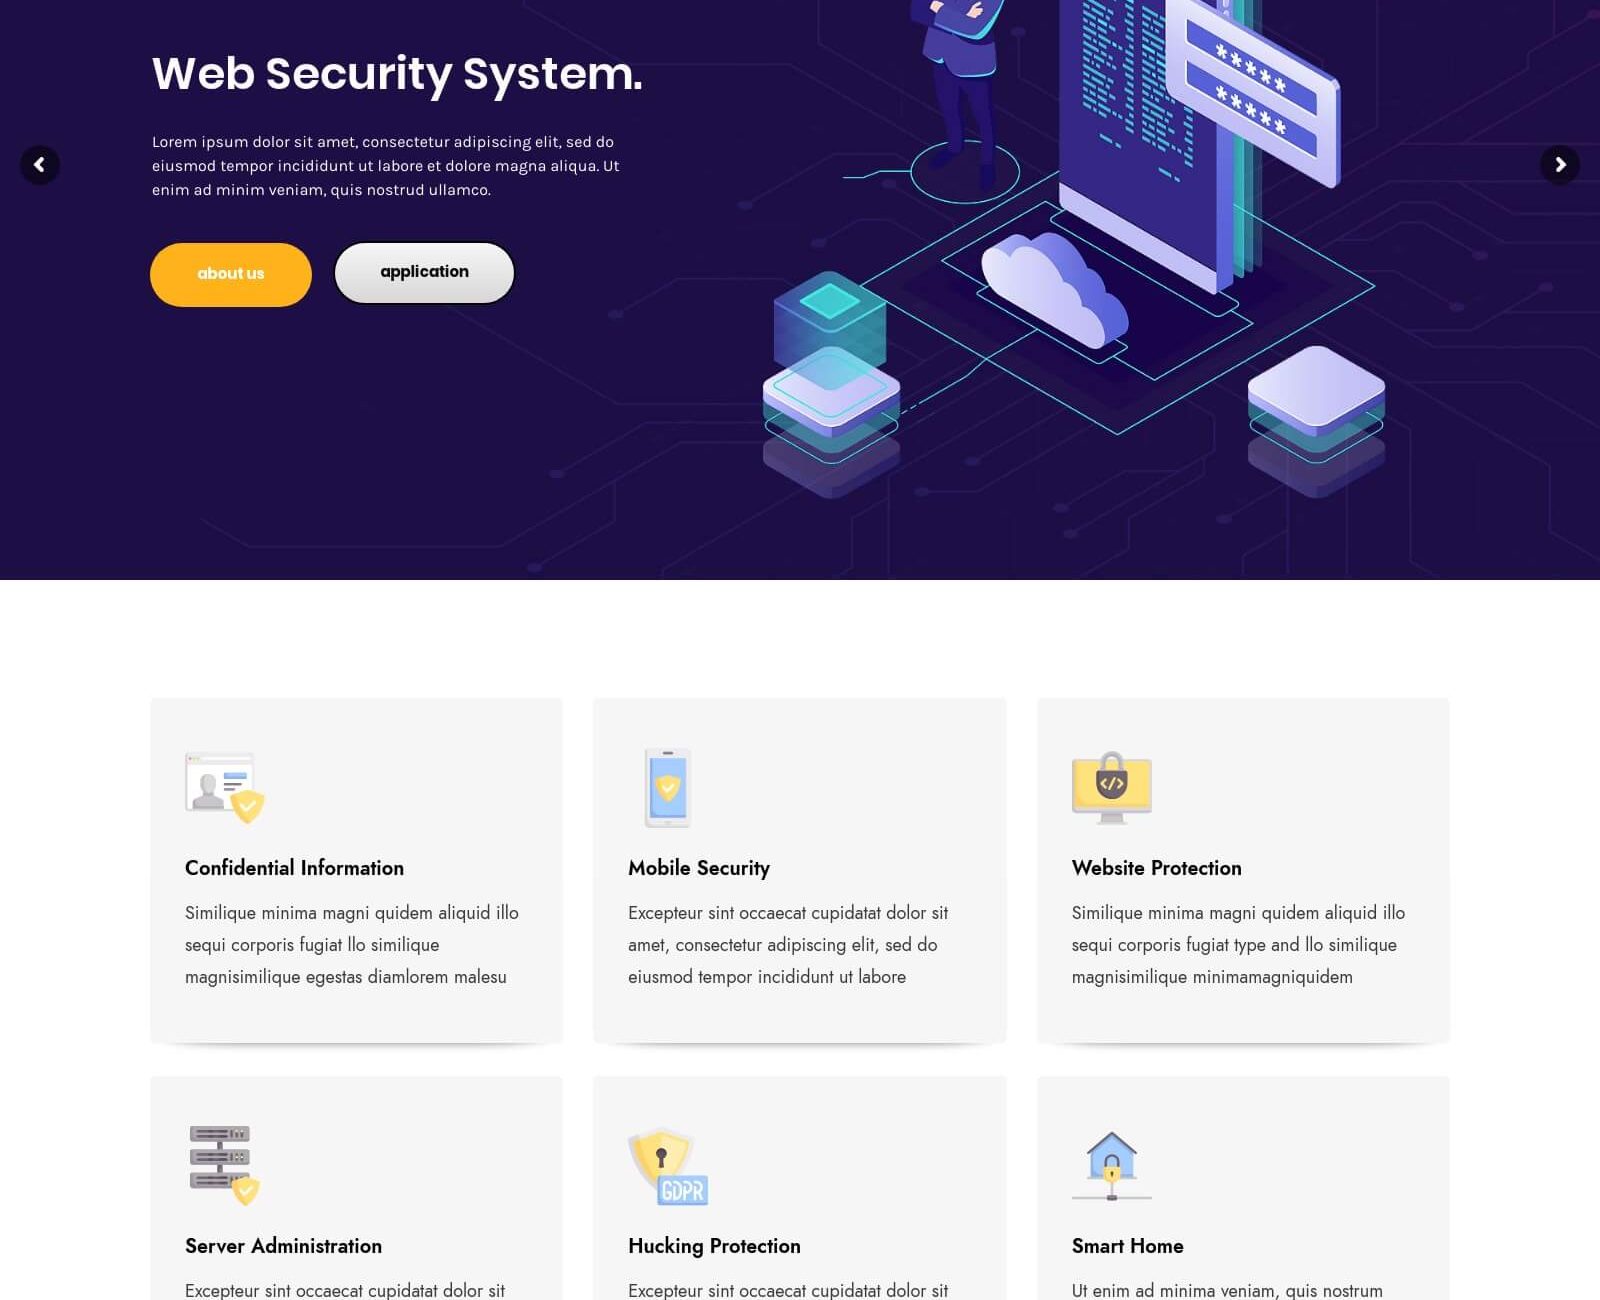 Web Security System.
Lorem ipsum dolor sit amet, consectetur adipiscing elit, sed do
eiusmod tempor incididunt ut labore et dolore magna aliqua. Ut
enim ad minim veniam, quis nostrud ullamco.
*****
*****
about us
application
Confidential Information
Similique minima magni quidem aliquid illo
sequi corporis fugiat llo similique
magnisimilique egestas diamlorem malesu
Mobile Security
Excepteur sint occaecat cupidatat dolor sit
amet, consectetur adipiscing elit, sed do
eiusmod tempor incididunt ut labore
</>
Website Protection
Similique minima magni quidem aliquid illo
sequi corporis fugiat type and llo similique
magnisimilique minimamagniquidem
Server Administration
Excepteur sint occaecat cupidatat dolor sit
GDPR
Hucking Protection
Excepteur sint occaecat cupidatat dolor sit
Smart Home
Ut enim ad minima veniam, quis nostrum